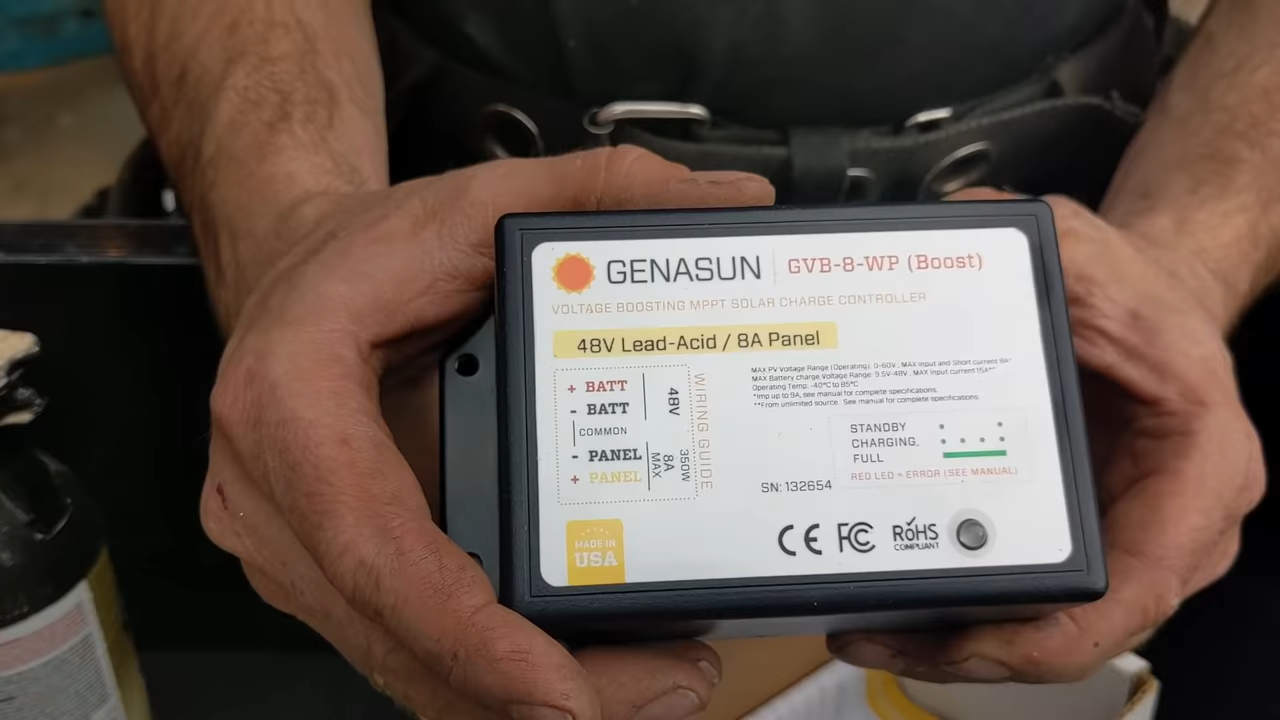 GENASUN | GVB-8-WP (Boost)
VOLTAGE BOOSTING MPPT SOLAR CHARGE CONTROLLER
48V Lead-Acid / 8A Panel
+ BATT
- BATT
COMMON
- PANEL
+ PANEL
48V
8A
MAX
350W
WIRING GUIDE
MAX PV Voltage Range (Operating): 0-60V, MAX Input and Short current 8A*
MAX Battery charge Voltage Range: 9.5V-48V, MAX Input current 15A**
Operating Temp: -40°C to 85°C
*Imp up to 9A, see manual for complete specifications.
**From unlimited source. See manual for complete specifications.
STANDBY
CHARGING,
FULL
RED LED = ERROR (SEE MANUAL)
SN: 132654
MADE IN
USA
CE FC RoHS
COMPLIANT